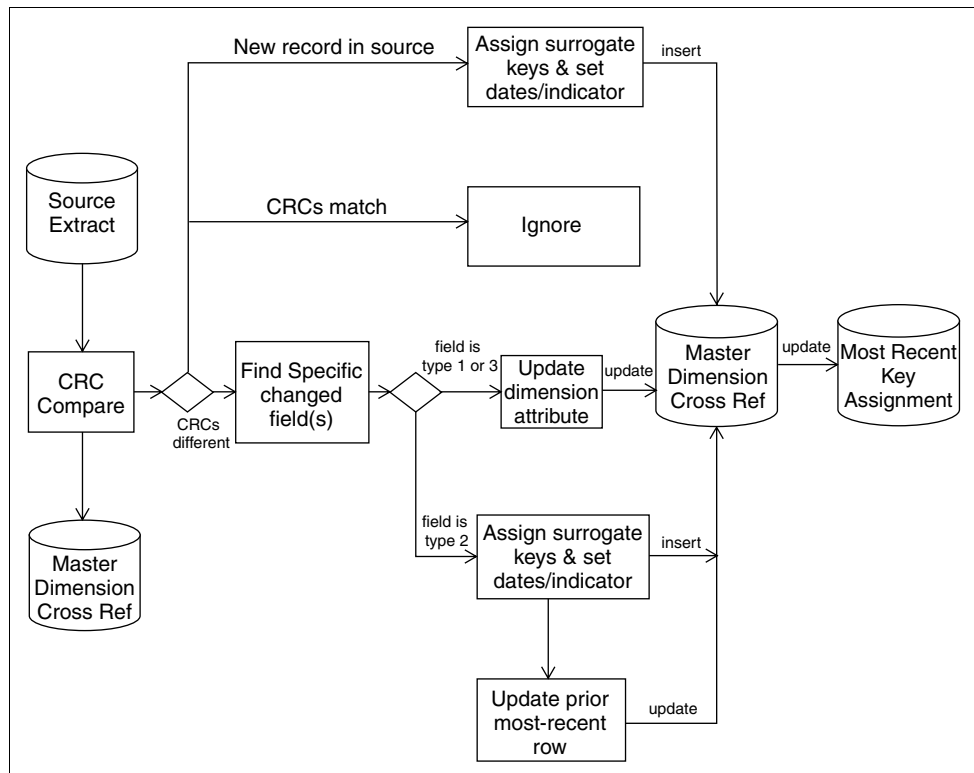 New record in source
Assign surrogate
keys & set
dates/indicator
insert
Source
Extract
CRCs match
Ignore
CRC
Compare
CRCs
different
Find Specific
changed
field(s)
field is
type 1 or 3
Update
dimension
attribute
update
Master
Dimension
Cross Ref
update
Most Recent
Key
Assignment
Master
Dimension
Cross Ref
field is
type 2
Assign surrogate
keys & set
dates/indicator
insert
Update prior
most-recent
row
update